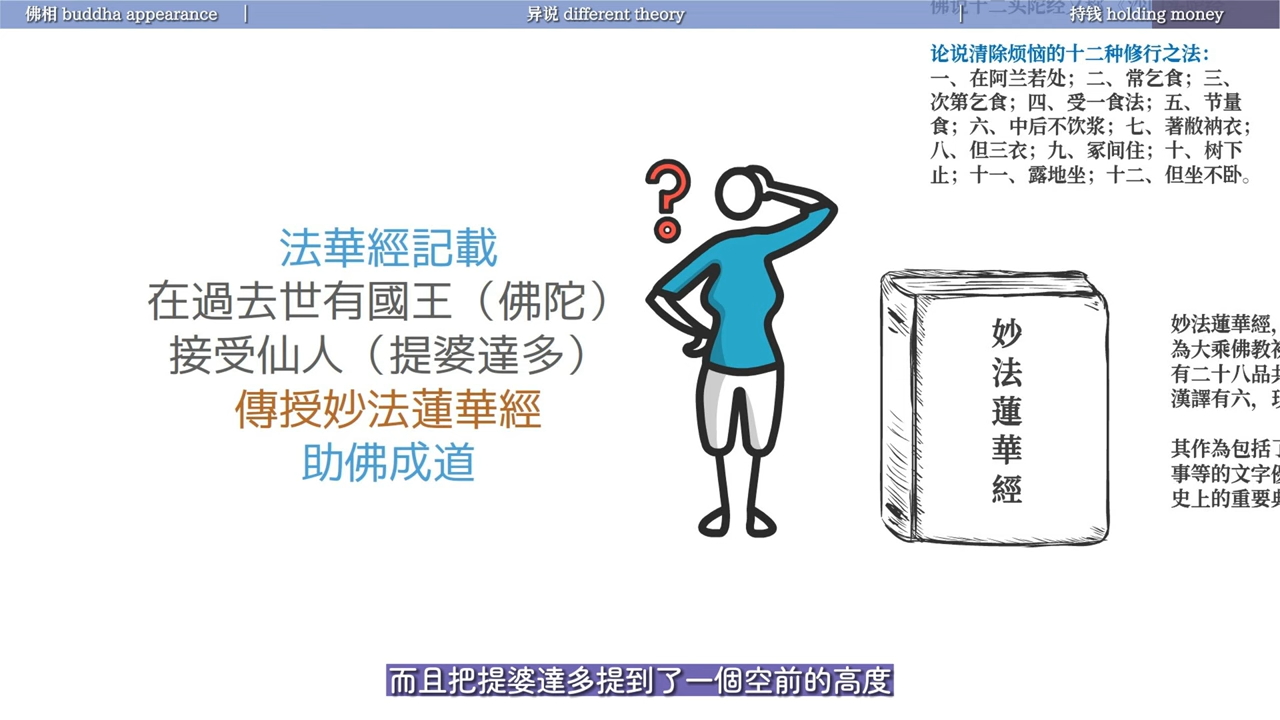 佛相 buddha appearance
异说 different theory
持钱 holding money
论说清除烦恼的十二种修行之法：
一、在阿兰若处；二、常乞食；三、
次第乞食；四、受一食法；五、节量
食；六、中后不饮浆；七、著敝衲衣；
八、但三衣；九、冢间住；十、树下
止；十一、露地坐；十二、但坐不卧。
法華經記載
在過去世有國王（佛陀）
接受仙人（提婆達多）
傳授妙法蓮華經
助佛成道
妙法蓮華經
妙法蓮華經，
為大乘佛教初
有二十八品共
漢譯有六，現
其作為包括了
事等的文字優
史上的重要典
而且把提婆達多提到了一個空前的高度